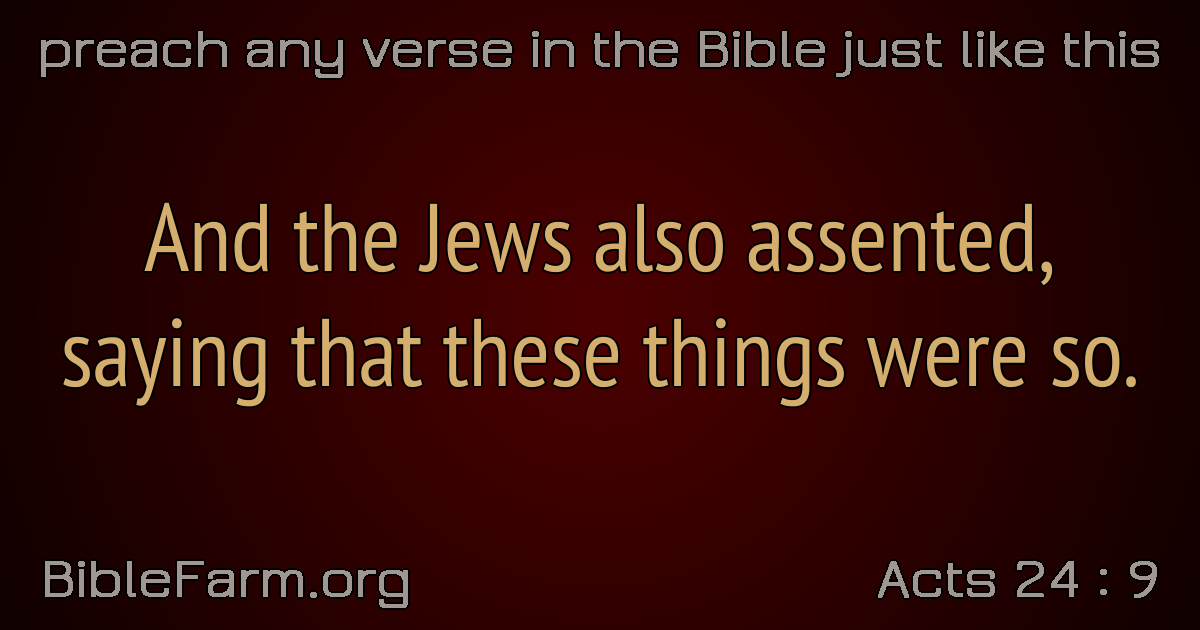 preach any verse in the Bible just like this
And the Jews also assented,
saying that these things were so.
BibleFarm.org
Acts 24 : 9